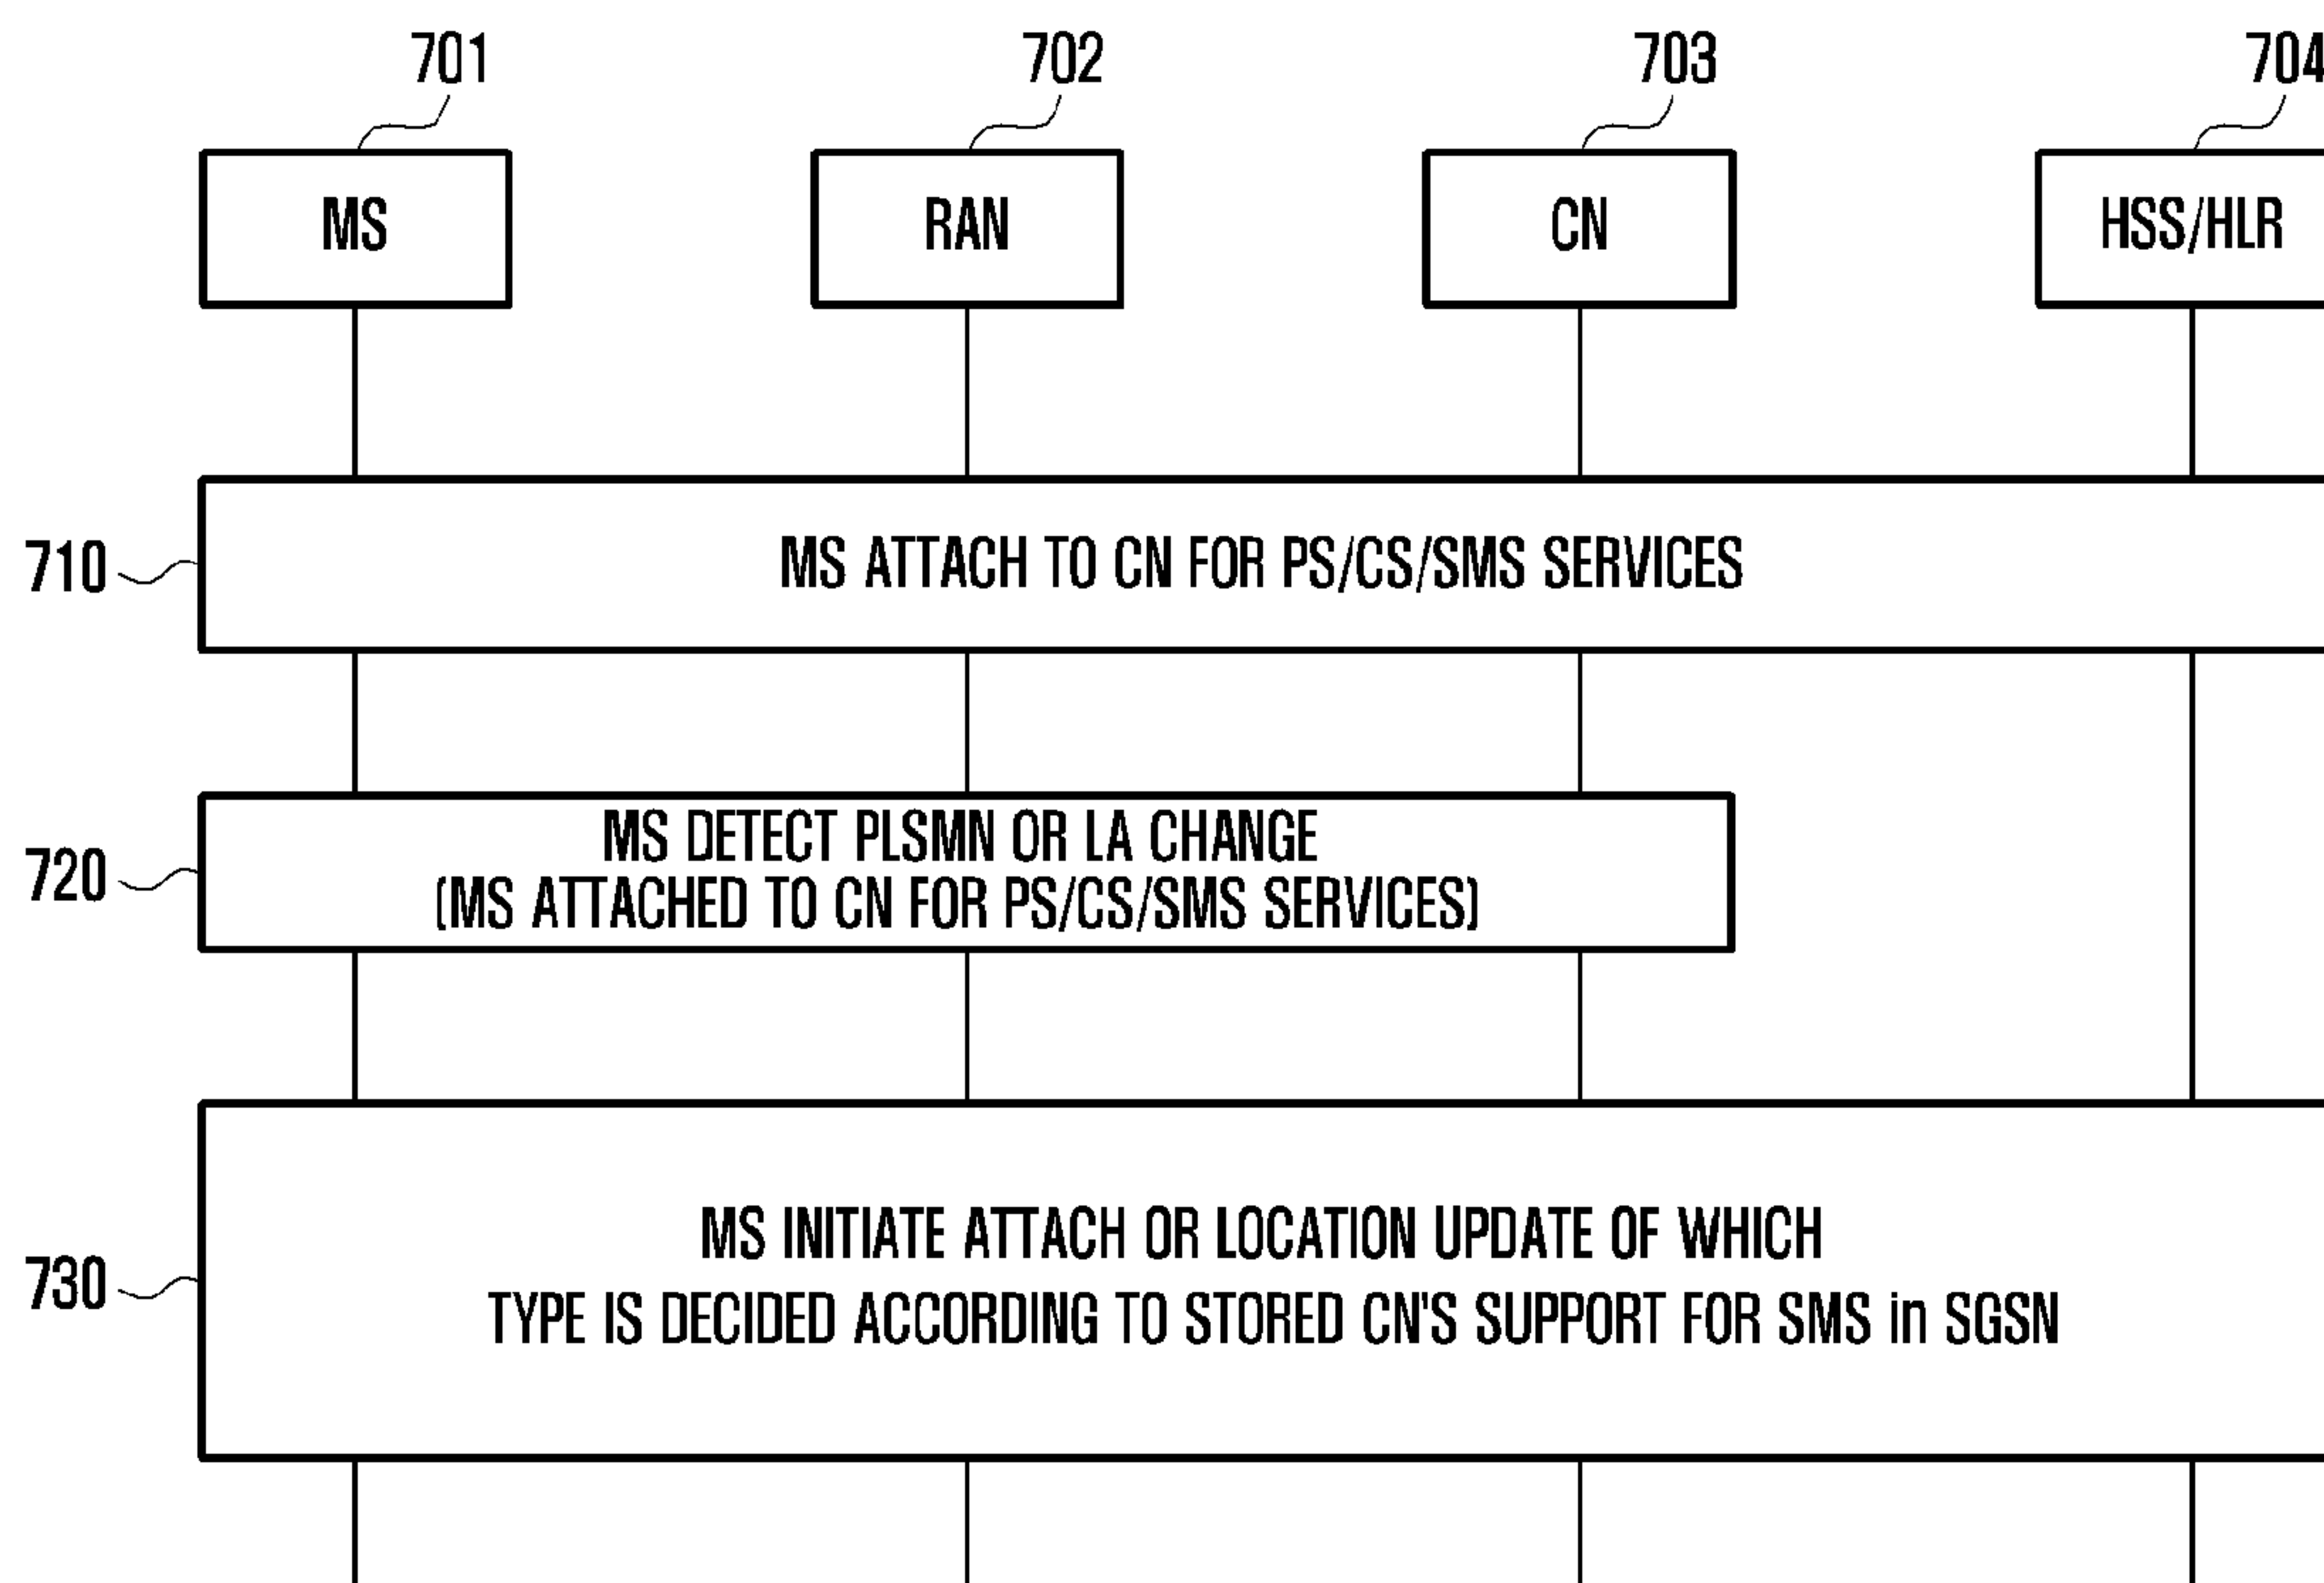 701
702
703
704
MS
RAN
CN
HSS/HLR
710
MS ATTACH TO CN FOR PS/CS/SMS SERVICES
720
MS DETECT PLSMN OR LA CHANGE
(MS ATTACHED TO CN FOR PS/CS/SMS SERVICES)
730
MS INITIATE ATTACH OR LOCATION UPDATE OF WHICH
TYPE IS DECIDED ACCORDING TO STORED CN'S SUPPORT FOR SMS in SGSN